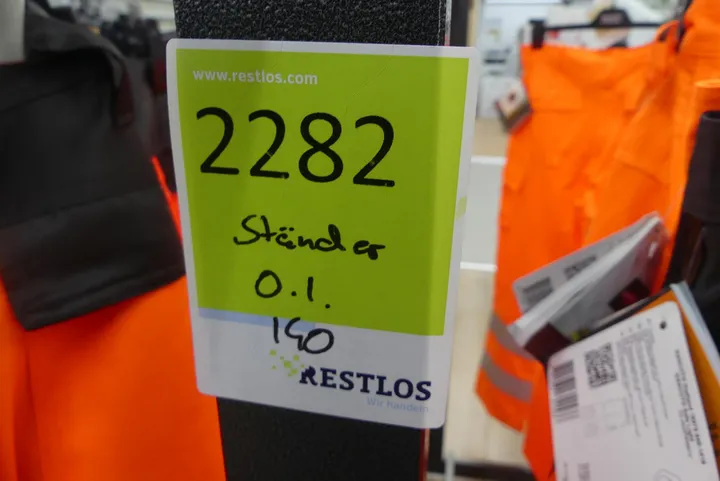 www.restlos.com
2282
Ständer
O.I.
140
RESTLOS
Wir handeln